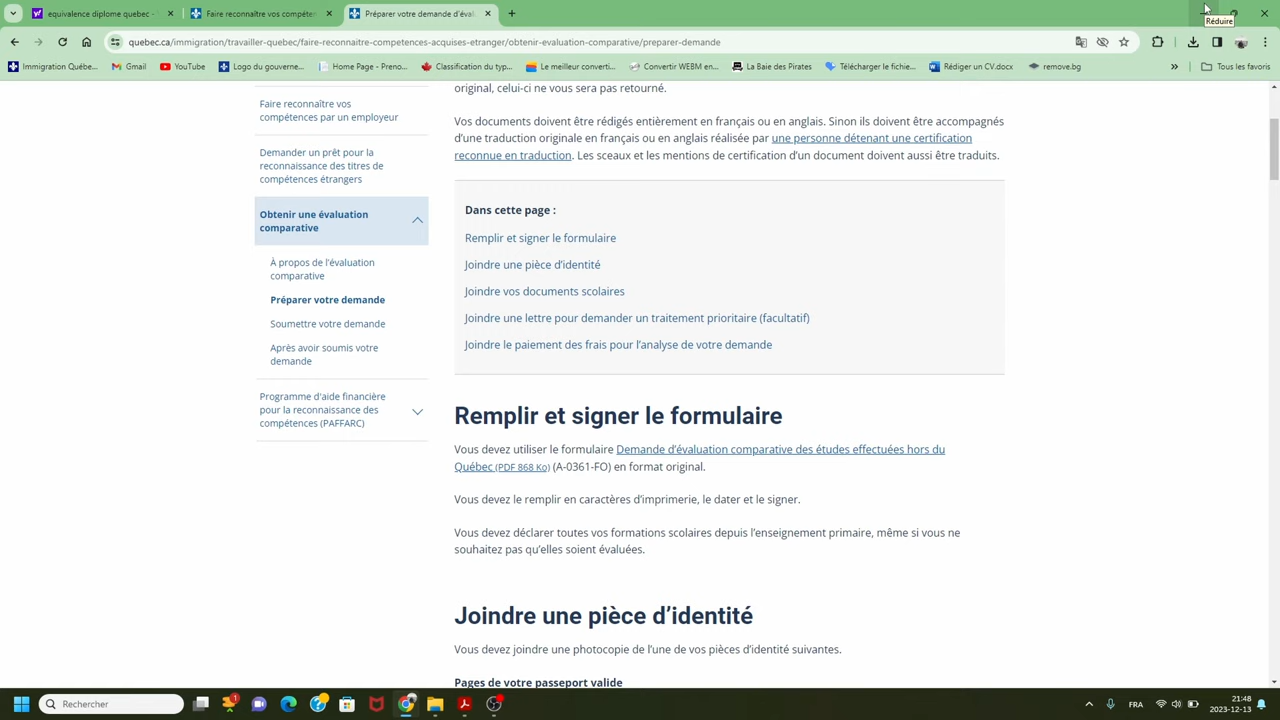 equivalence diplome quebec -
Faire reconnaître vos compéten
Préparer votre demande d'éval
Réduire
quebec.ca/immigration/travailler-quebec/faire-reconnaitre-competences-acquises-etranger/obtenir-evaluation-comparative/preparer-demande
Immigration Québe...
Gmail
YouTube
Logo du gouverne...
Home Page - Preno...
Classification du typ...
Le meilleur converti...
Convertir WEBM en...
La Baie des Pirates
Télécharger le fichie...
Rédiger un CV.docx
remove.bg
»
Tous les favoris
Faire reconnaître vos
compétences par un employeur
Demander un prêt pour la
reconnaissance des titres de
compétences étrangers
Obtenir une évaluation
comparative
À propos de l'évaluation
comparative
Préparer votre demande
Soumettre votre demande
Après avoir soumis votre
demande
Programme d'aide financière
pour la reconnaissance des
compétences (PAFFARC)
original, celui-ci ne vous sera pas retourné.
Vos documents doivent être rédigés entièrement en français ou en anglais. Sinon ils doivent être accompagnés
d'une traduction originale en français ou en anglais réalisée par une personne détenant une certification
reconnue en traduction. Les sceaux et les mentions de certification d'un document doivent aussi être traduits.
Dans cette page :
Remplir et signer le formulaire
Joindre une pièce d'identité
Joindre vos documents scolaires
Joindre une lettre pour demander un traitement prioritaire (facultatif)
Joindre le paiement des frais pour l'analyse de votre demande
Remplir et signer le formulaire
Vous devez utiliser le formulaire Demande d'évaluation comparative des études effectuées hors du
Québec (PDF 868 Ko) (A-0361-FO) en format original.
Vous devez le remplir en caractères d'imprimerie, le dater et le signer.
Vous devez déclarer toutes vos formations scolaires depuis l'enseignement primaire, même si vous ne
souhaitez pas qu'elles soient évaluées.
Joindre une pièce d'identité
Vous devez joindre une photocopie de l'une de vos pièces d'identité suivantes.
Pages de votre passeport valide
Rechercher
1
FRA
21:48
2023-12-13